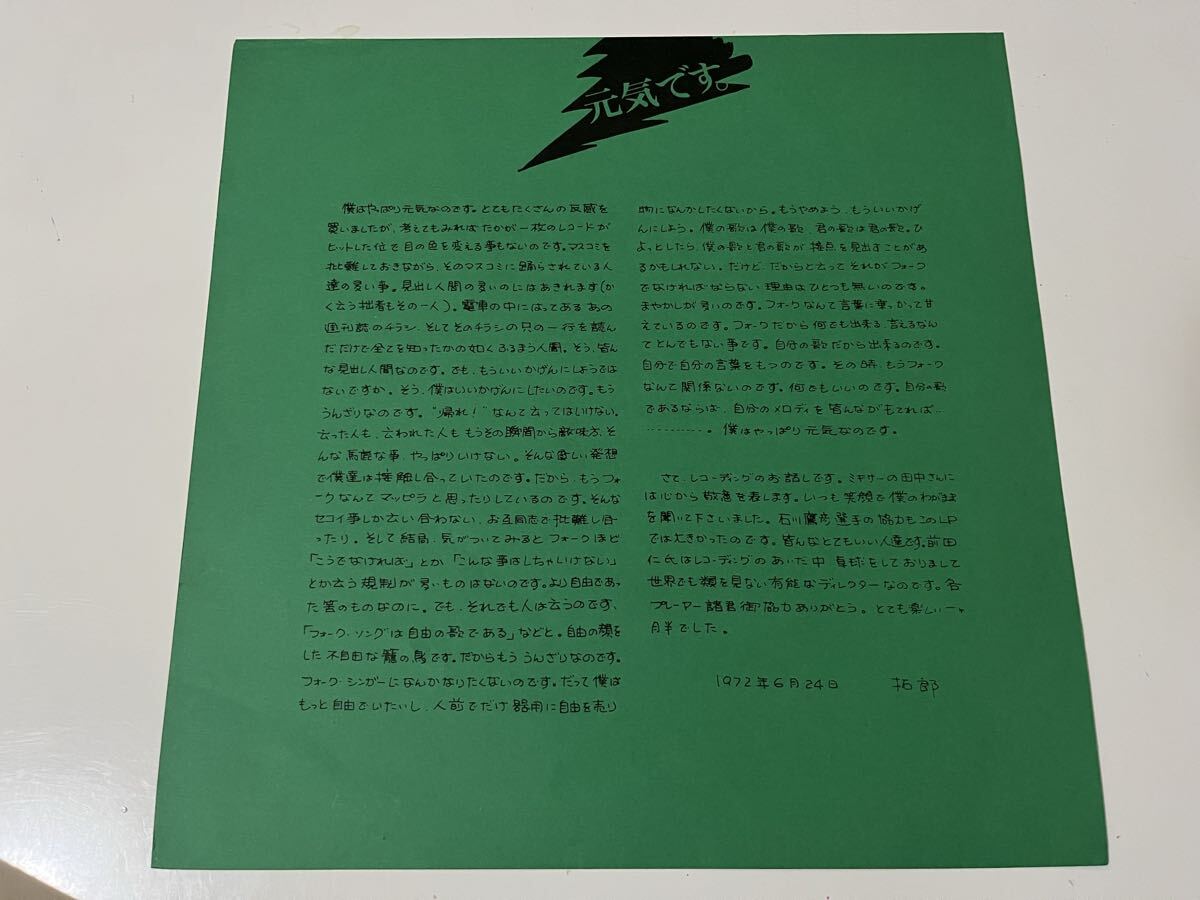 元気です。
僕はやっぱり元気なのです。とてもたくさんの反感を
買いましたが、考えてもみればたかが一枚のレコードが
ヒットした位で目の色を変える事もないのです。マスコミを
批難しておきながら、そのマスコミに踊らされている人
達の多い事。見出し人間の多いのにはあきれます(か
く云う拙者もその一人)。電車の中にはってあるあの
週刊誌のチラシ、そしてそのチラシの只の一行を読ん
だだけで全てを知ったかの如くふるまう人間。そう、皆ん
な見出し人間なのです。でも、もういいかげんにしようでは
ないですか。そう、僕はいいかげんにしたいのです。もう
うんざりなのです。"帰れ!"なんて云ってはいけない。
云った人も、云われた人も もうその瞬間から敵味方、そ
んな馬鹿な事、やっぱりいけない。そんな貧しい発想
で僕達は接触し合っていたのです。だから、もうフォ
ークなんてマッピラと思ったりしているのです。そんな
セコイ事しか云い合わない、お互同志で批難し合
ったり。そして結局、気がついてみるとフォークほど
「こうでなければ」とか「こんな事はしちゃいけない」
とか云う規則が多いものはないのです。より自由であっ
た筈のものなのに。でも、それでも人は云うのです、
「フォーク・ソングは自由の歌である」などと。自由の顔を
した不自由な籠の鳥です。だからもう うんざりなのです。
フォーク・シンガーになんかなりたくないのです。だって僕は
もっと自由でいたいし、人前でだけ器用に自由を売り
物になんかしたくないから。もうやめよう、もういいかげ
んにしよう。僕の歌は僕の歌、君の歌は君の歌。ひ
ょっとしたら、僕の歌と君の歌が接点を見出すことがあ
るかもしれない。だけど、だからと云ってそれがフォーク
でなければならない理由はひとつも無いのです。
まやかしが多いのです。フォークなんて言葉に乗っかって甘
えているのです。フォークだから何でも出来る、言えるなん
てとんでもない事です。自分の歌だから出来るのです。
自分で自分の言葉をもつのです。その時、もうフォーク
なんて関係ないのです。何でもいいのです。自分の歌
であるならば、自分のメロディを皆んながもてれば…
…………。僕はやっぱり元気なのです。
さて、レコーディングのお話しです。ミキサーの田中さんに
は心から敬意を表します。いつも笑顔で僕のわがまま
を聞いて下さいました。石川鷹彦選手の協力もこのLP
では大きかったのです。皆んなとてもいい人達です。前田
仁氏はレコーディングのあいだ中 卓球をしておりまして
世界でも類を見ない有能なディレクターなのです。各
プレーヤー諸君御協力ありがとう。とても楽しい一ヶ
月半でした。
1972年6月24日 拓郎